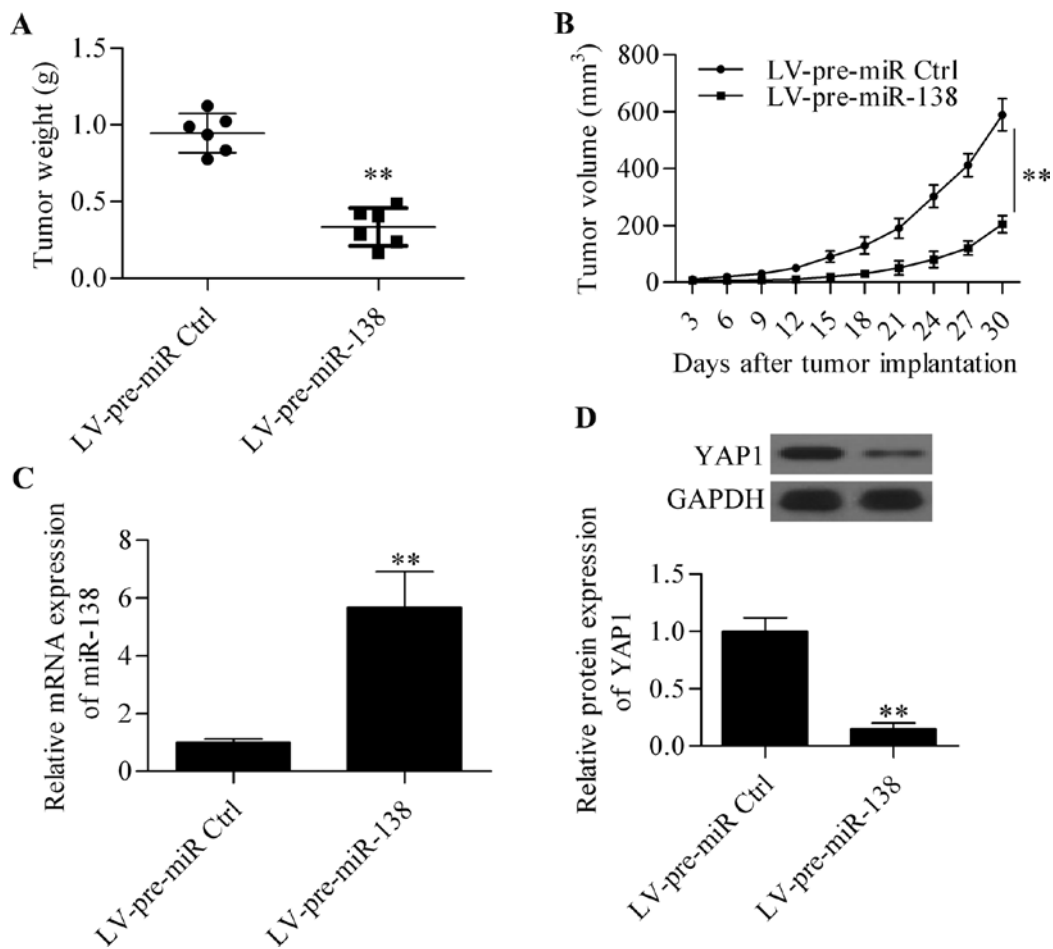 A
Tumor weight (g)
1.5
1.0
0.5
0.0
**
LV-pre-miR Ctrl
LV-pre-miR-138
B
Tumor volume (mm³)
800
600
400
200
0
LV-pre-miR Ctrl
LV-pre-miR-138
**
3
6
9
12
15
18
21
24
27
30
Days after tumor implantation
C
Relative mRNA expression
of miR-138
8
6
4
2
0
**
LV-pre-miR Ctrl
LV-pre-miR-138
D
YAP1
GAPDH
Relative protein expression
of YAP1
1.5
1.0
0.5
0.0
**
LV-pre-miR Ctrl
LV-pre-miR-138